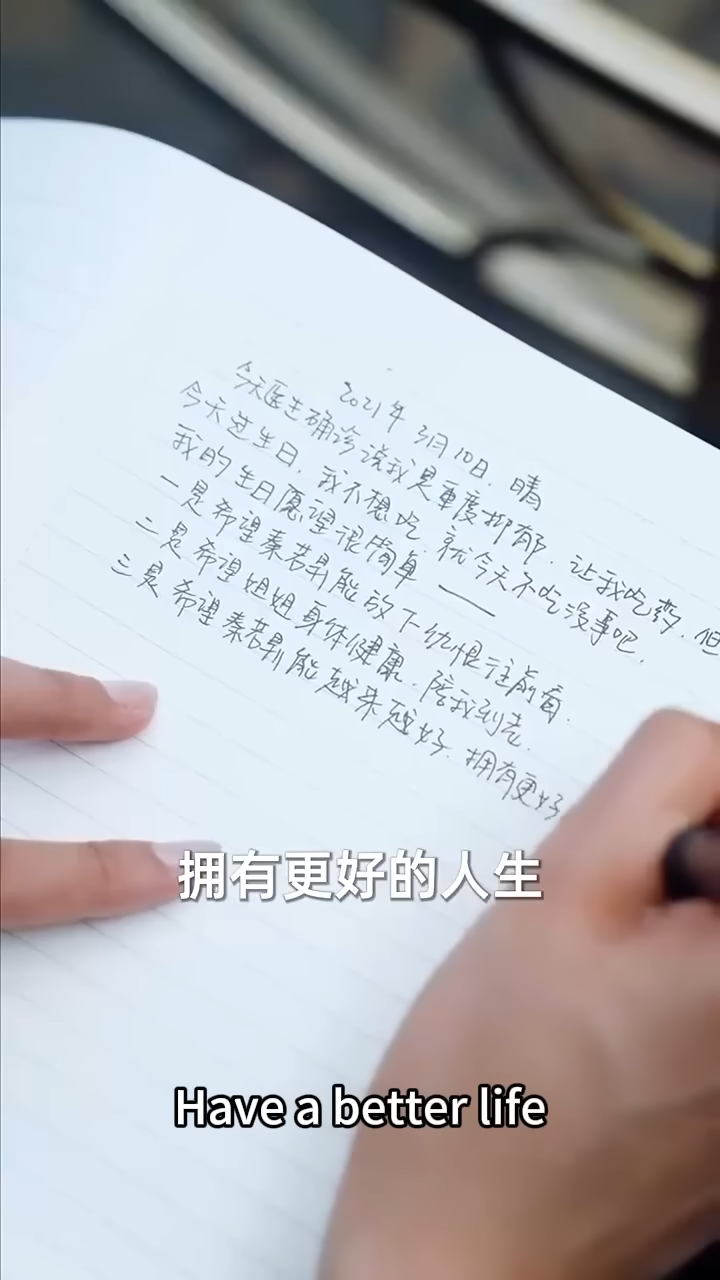 2021年 3月10日. 晴
今天医生确诊说我是重度抑郁. 让我吃药. 但
今天过生日. 我不想吃. 就今天不吃没事吧.
我的生日愿望很简单 ——
一是希望秦若昇能放下仇恨往前看.
二是希望姐姐身体健康. 陪我到老.
三是希望秦若昇能越来越好. 拥有更好
拥有更好的人生
Have a better life